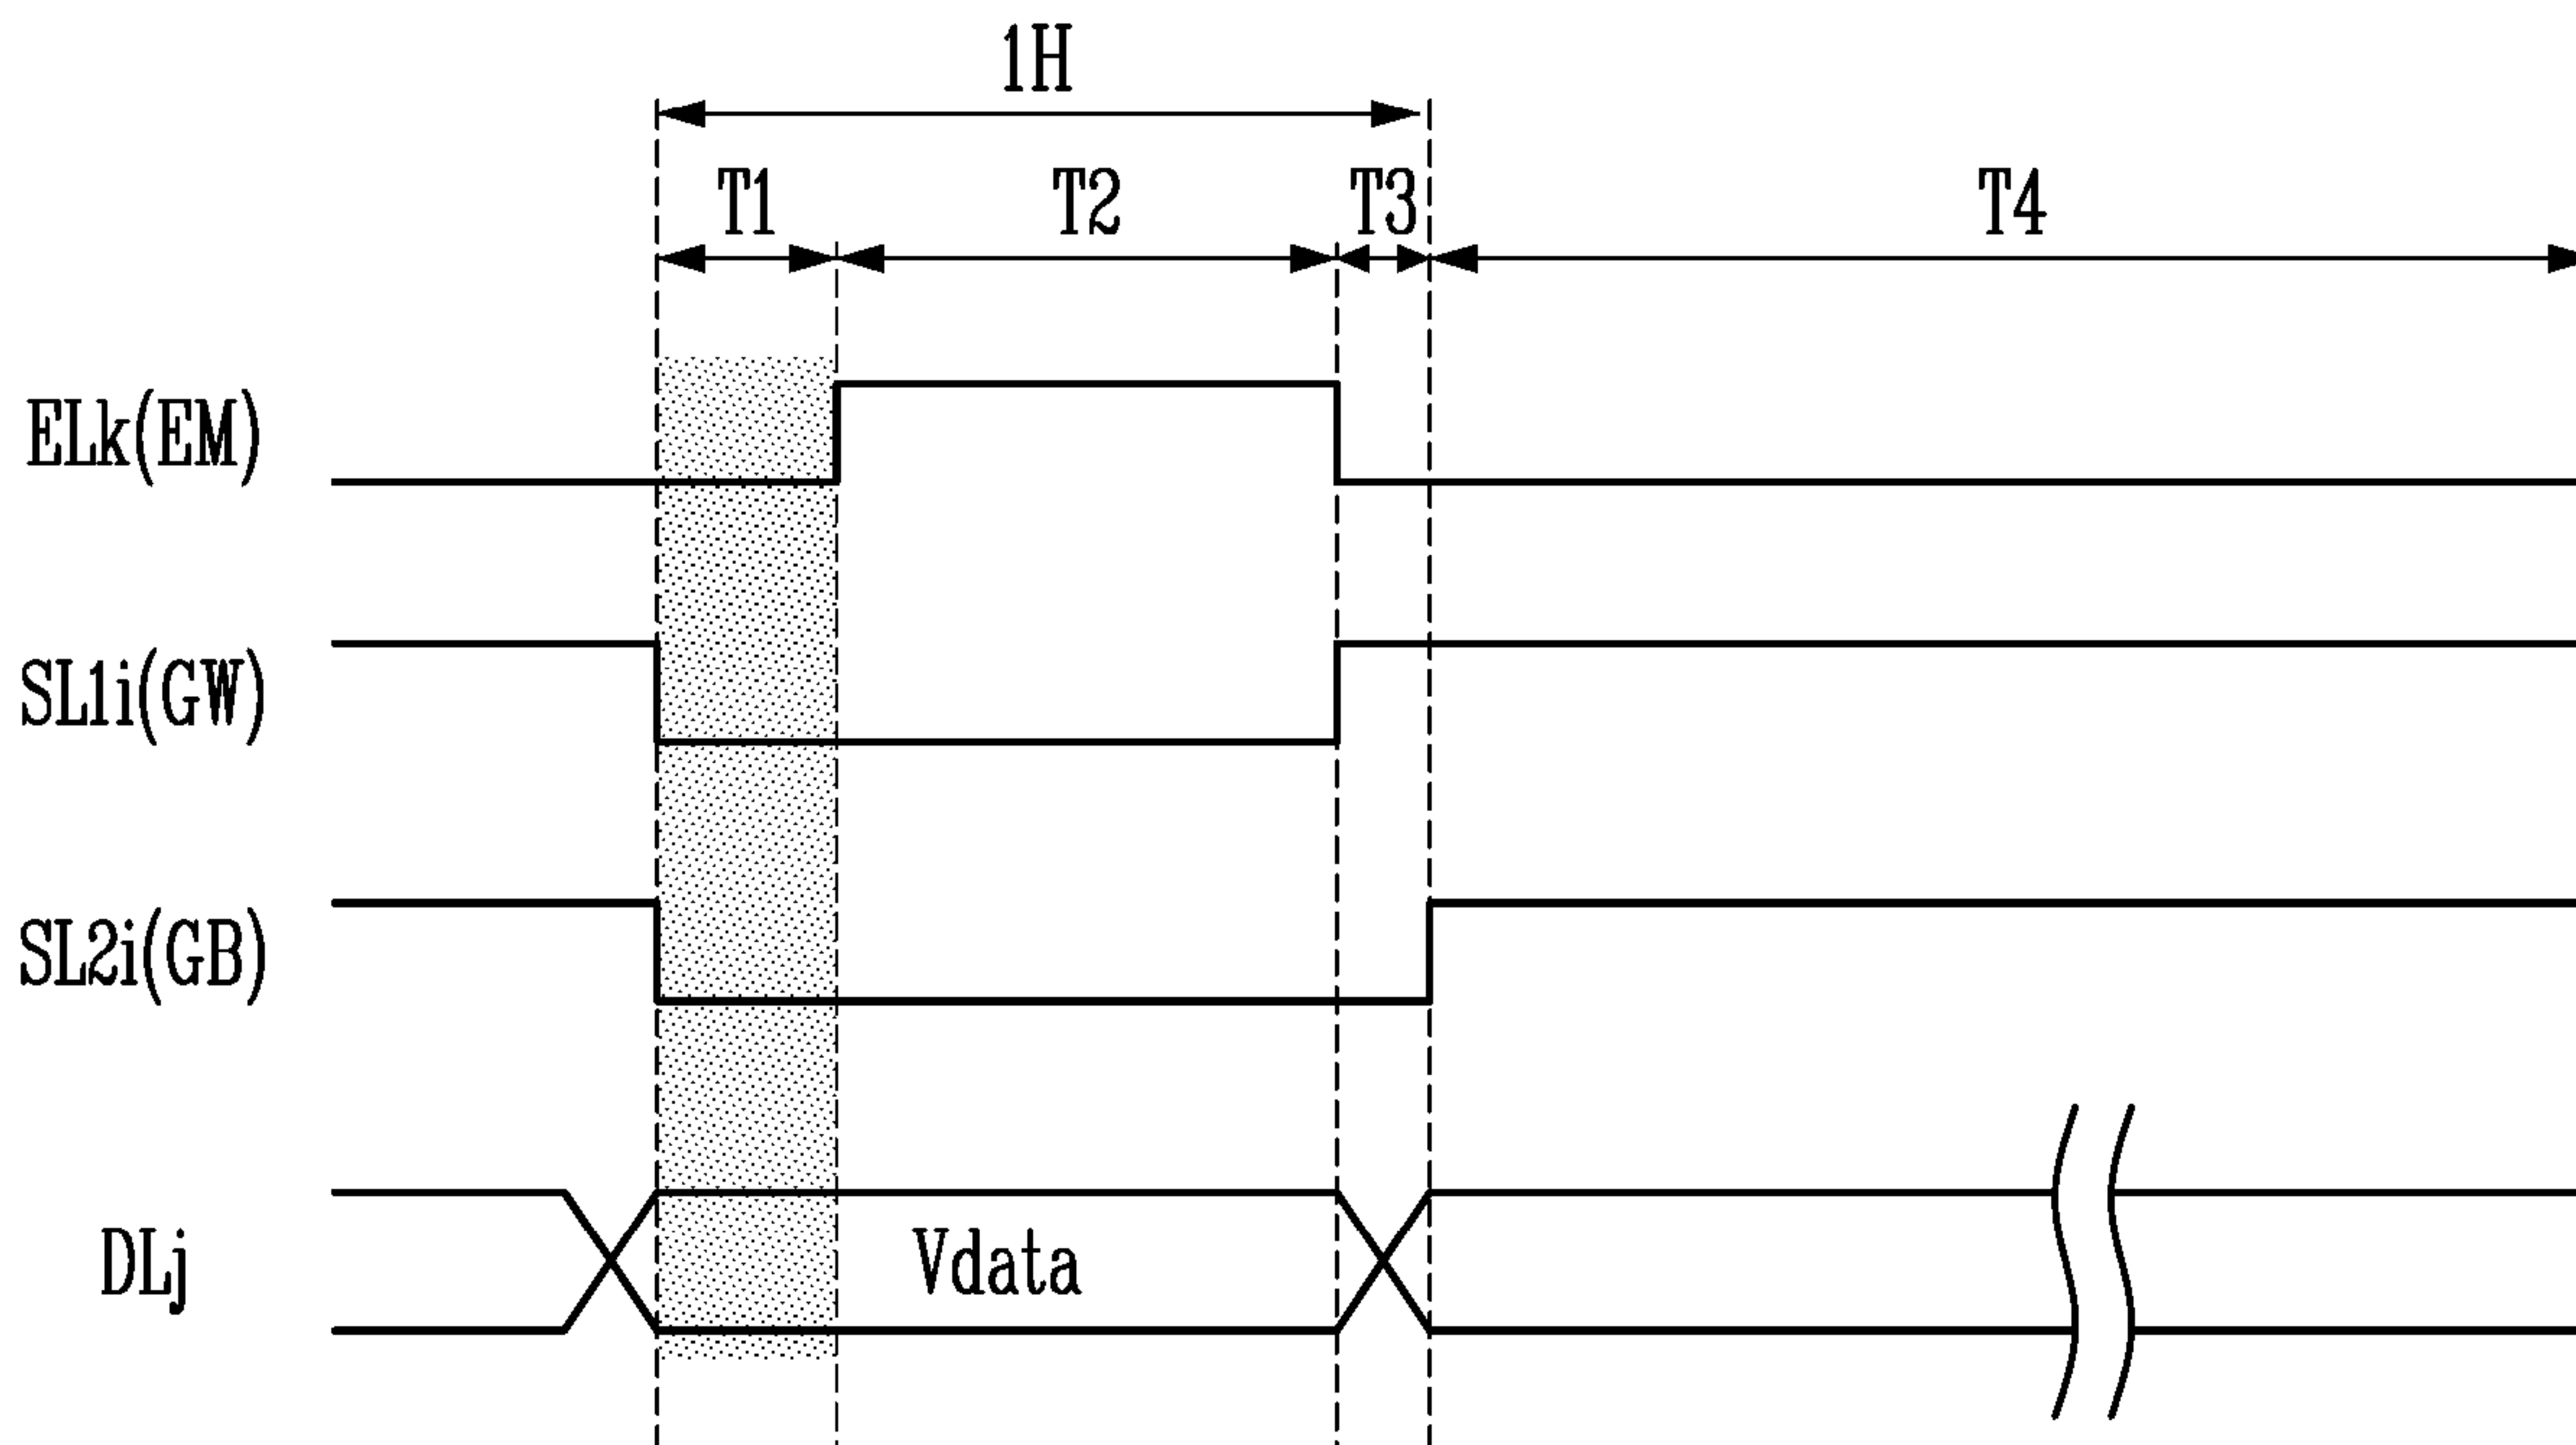 1H
T1 T2 T3 T4
ELk(EM)
SL1i(GW)
SL2i(GB)
DLj Vdata